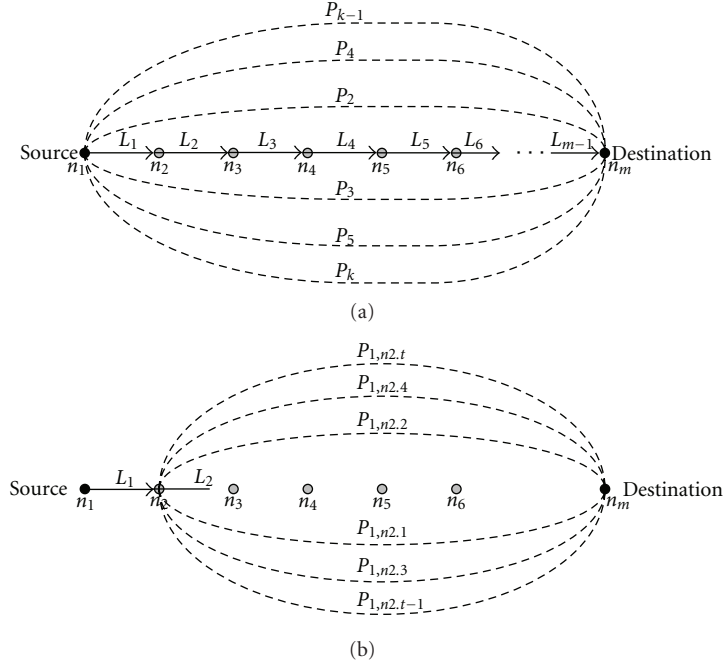 P_{k−1}
P_4
P_2
Source L_1 L_2 L_3 L_4 L_5 L_6 · · · L_{m−1} Destination
n_1 n_2 n_3 n_4 n_5 n_6 n_m
P_3
P_5
P_k
(a)
P_{1,n2.t}
P_{1,n2.4}
P_{1,n2.2}
Source L_1 L_2 Destination
n_1 n_2 n_3 n_4 n_5 n_6 n_m
P_{1,n2.1}
P_{1,n2.3}
P_{1,n2.t−1}
(b)